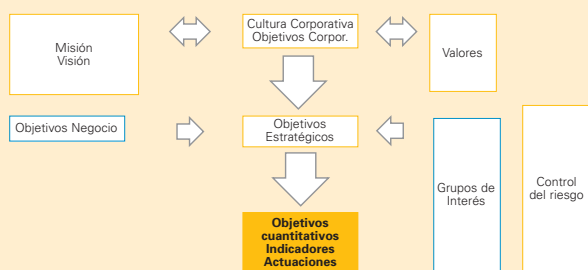 Misión
Visión
Cultura Corporativa
Objetivos Corpor.
Valores
Objetivos Negocio
Objetivos
Estratégicos
Grupos de
Interés
Control
del riesgo
Objetivos
cuantitativos
Indicadores
Actuaciones